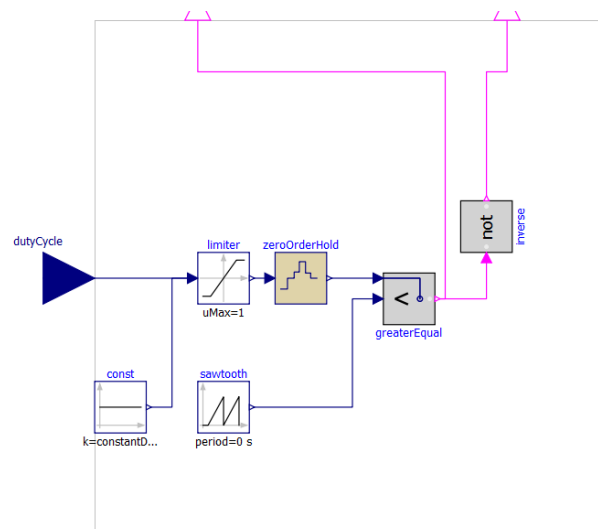 not
inverse
dutyCycle
limiter
zeroOrderHold
uMax=1
<
greaterEqual
const
sawtooth
k=constantD...
period=0 s